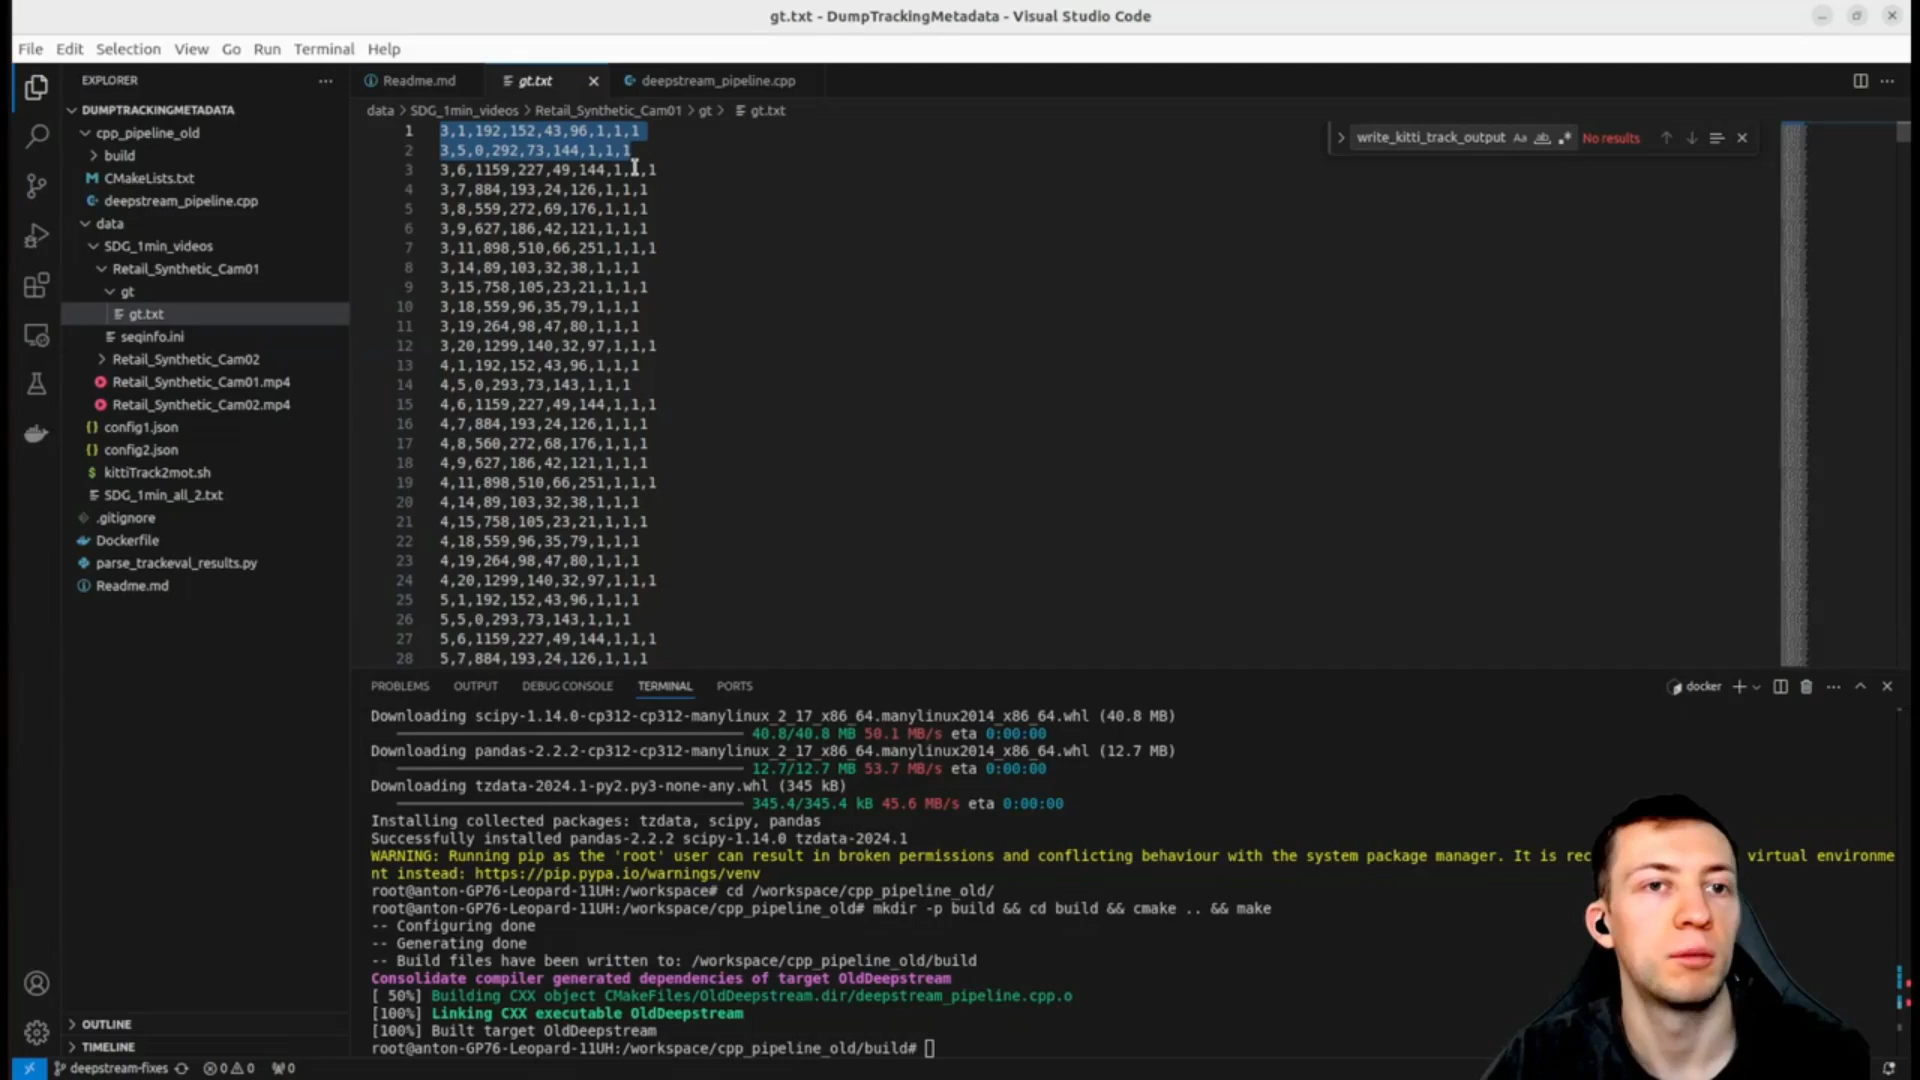 gt.txt - DumpTrackingMetadata - Visual Studio Code
File Edit Selection View Go Run Terminal Help
EXPLORER
Readme.md gt.txt deepstream_pipeline.cpp
DUMPTRACKINGMETADATA
cpp_pipeline_old
build
CMakeLists.txt
deepstream_pipeline.cpp
data
SDG_1min_videos
Retail_Synthetic_Cam01
gt
gt.txt
seqinfo.ini
Retail_Synthetic_Cam02
Retail_Synthetic_Cam01.mp4
Retail_Synthetic_Cam02.mp4
config1.json
config2.json
kittiTrack2mot.sh
SDG_1min_all_2.txt
.gitignore
Dockerfile
parse_trackeval_results.py
Readme.md
OUTLINE
TIMELINE
data > SDG_1min_videos > Retail_Synthetic_Cam01 > gt > gt.txt
write_kitti_track_output Aa ab .* No results
1 3,1,192,152,43,96,1,1,1
2 3,5,0,292,73,144,1,1,1
3 3,6,1159,227,49,144,1,1,1
4 3,7,884,193,24,126,1,1,1
5 3,8,559,272,69,176,1,1,1
6 3,9,627,186,42,121,1,1,1
7 3,11,898,510,66,251,1,1,1
8 3,14,89,103,32,38,1,1,1
9 3,15,758,105,23,21,1,1,1
10 3,18,559,96,35,79,1,1,1
11 3,19,264,98,47,80,1,1,1
12 3,20,1299,140,32,97,1,1,1
13 4,1,192,152,43,96,1,1,1
14 4,5,0,293,73,143,1,1,1
15 4,6,1159,227,49,144,1,1,1
16 4,7,884,193,24,126,1,1,1
17 4,8,560,272,68,176,1,1,1
18 4,9,627,186,42,121,1,1,1
19 4,11,898,510,66,251,1,1,1
20 4,14,89,103,32,38,1,1,1
21 4,15,758,105,23,21,1,1,1
22 4,18,559,96,35,79,1,1,1
23 4,19,264,98,47,80,1,1,1
24 4,20,1299,140,32,97,1,1,1
25 5,1,192,152,43,96,1,1,1
26 5,5,0,293,73,143,1,1,1
27 5,6,1159,227,49,144,1,1,1
28 5,7,884,193,24,126,1,1,1
PROBLEMS OUTPUT DEBUG CONSOLE TERMINAL PORTS docker
Downloading scipy-1.14.0-cp312-cp312-manylinux_2_17_x86_64.manylinux2014_x86_64.whl (40.8 MB)
40.8/40.8 MB 50.1 MB/s eta 0:00:00
Downloading pandas-2.2.2-cp312-cp312-manylinux_2_17_x86_64.manylinux2014_x86_64.whl (12.7 MB)
12.7/12.7 MB 53.7 MB/s eta 0:00:00
Downloading tzdata-2024.1-py2.py3-none-any.whl (345 kB)
345.4/345.4 kB 45.6 MB/s eta 0:00:00
Installing collected packages: tzdata, scipy, pandas
Successfully installed pandas-2.2.2 scipy-1.14.0 tzdata-2024.1
WARNING: Running pip as the 'root' user can result in broken permissions and conflicting behaviour with the system package manager. It is rec virtual environme
nt instead: https://pip.pypa.io/warnings/venv
root@anton-GP76-Leopard-11UH:/workspace# cd /workspace/cpp_pipeline_old/
root@anton-GP76-Leopard-11UH:/workspace/cpp_pipeline_old# mkdir -p build && cd build && cmake .. && make
-- Configuring done
-- Generating done
-- Build files have been written to: /workspace/cpp_pipeline_old/build
Consolidate compiler generated dependencies of target OldDeepstream
[ 50%] Building CXX object CMakeFiles/OldDeepstream.dir/deepstream_pipeline.cpp.o
[100%] Linking CXX executable OldDeepstream
[100%] Built target OldDeepstream
root@anton-GP76-Leopard-11UH:/workspace/cpp_pipeline_old/build#
deepstream-fixes 0 0 0